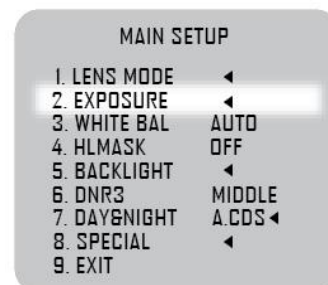 MAIN SETUP
1. LENS MODE ◄
2. EXPOSURE ◄
3. WHITE BAL AUTO
4. HLMASK OFF
5. BACKLIGHT ◄
6. DNR3 MIDDLE
7. DAY&NIGHT A.CDS◄
8. SPECIAL ◄
9. EXIT